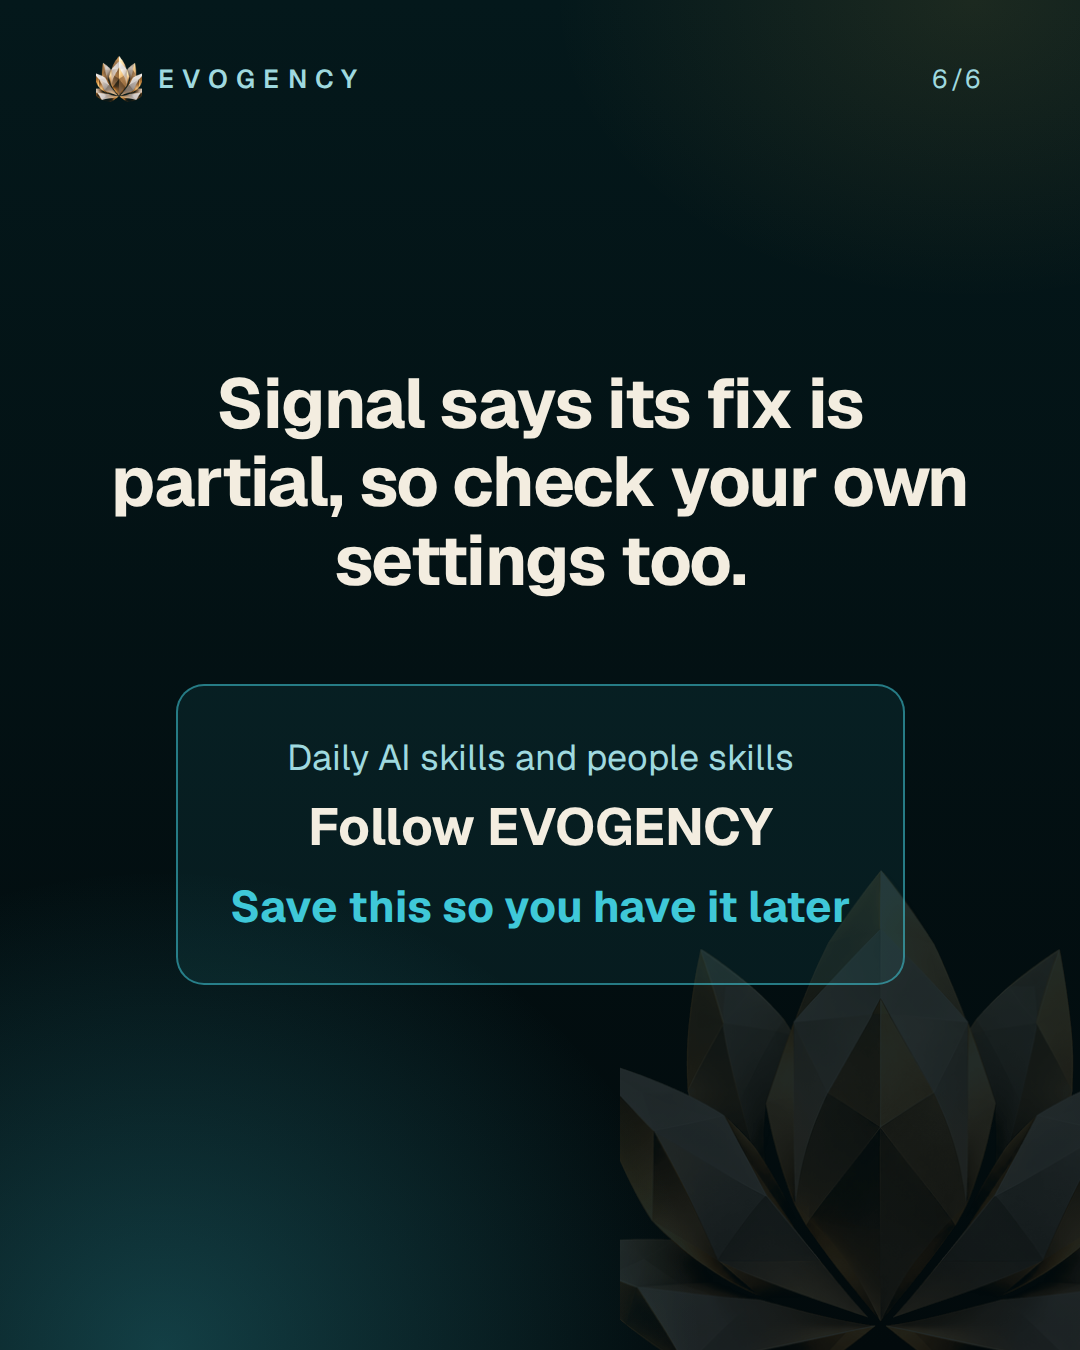 EVOGENCY
6/6
Signal says its fix is
partial, so check your own
settings too.
Daily AI skills and people skills
Follow EVOGENCY
Save this so you have it later